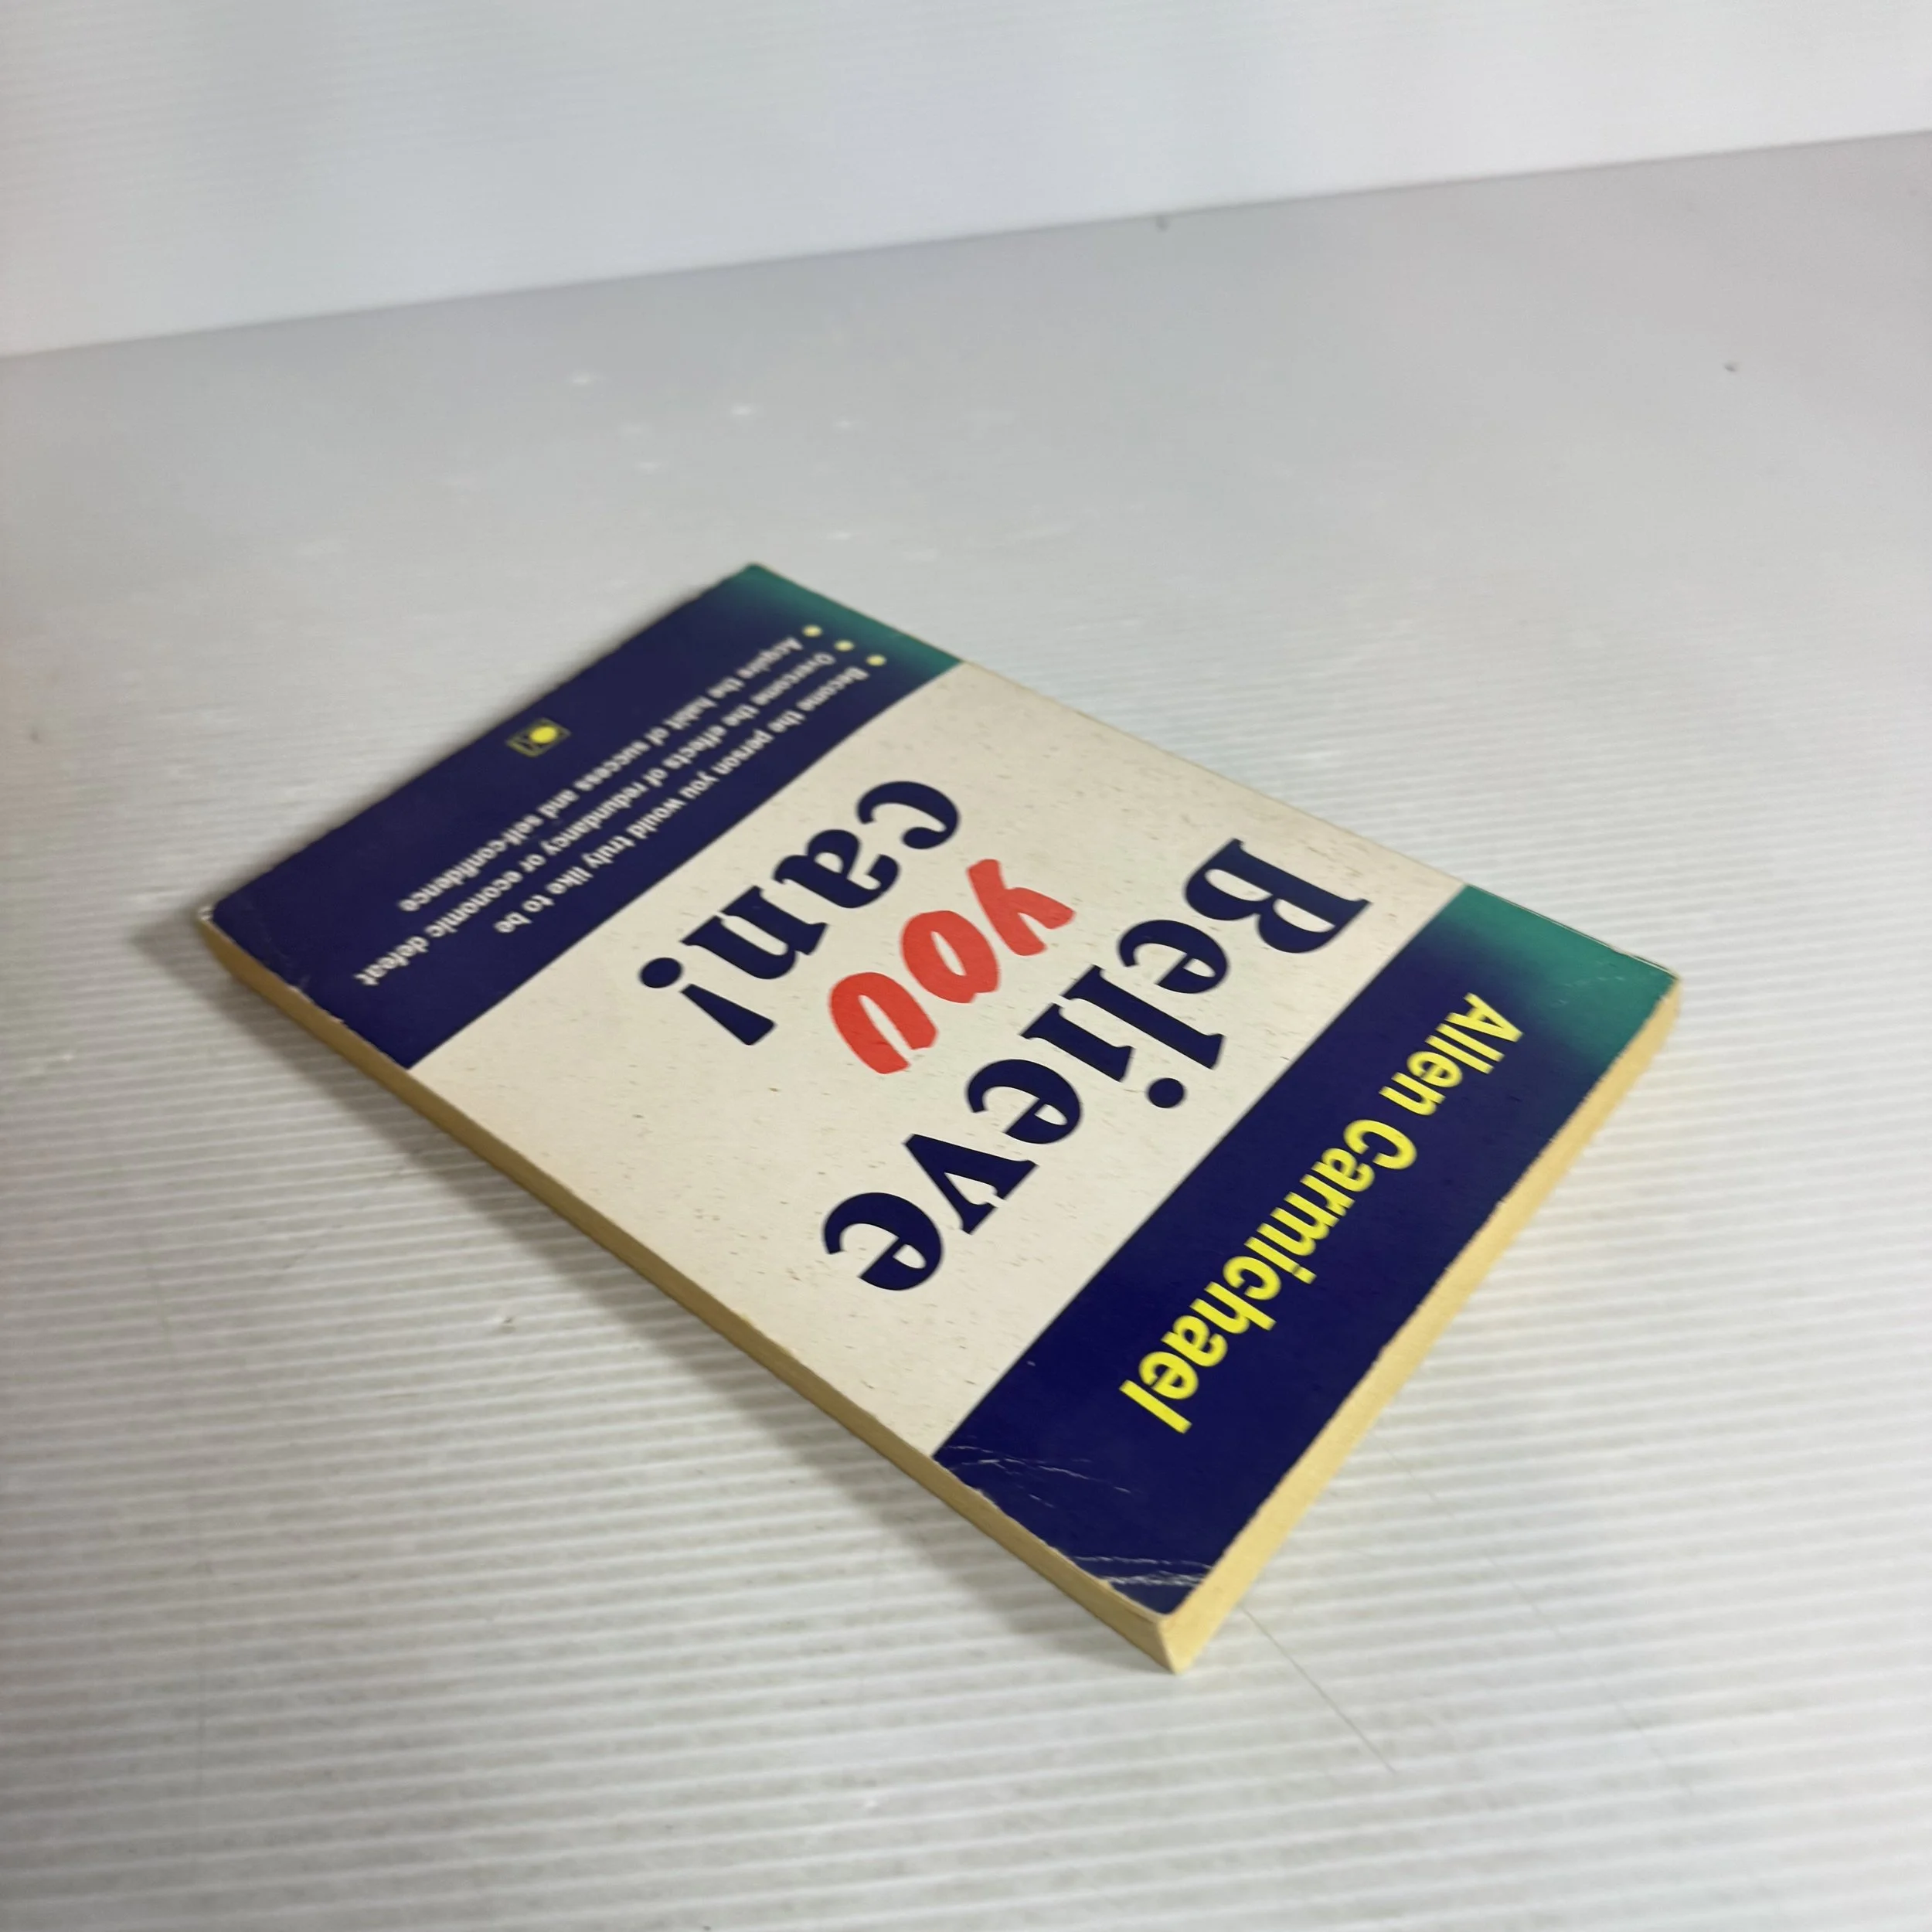 Allen Carmichael
Believe
you
can!
Become the person you would truly like to be
Overcome the effects of redundancy or economic defeat
Acquire the habit of success and self-confidence